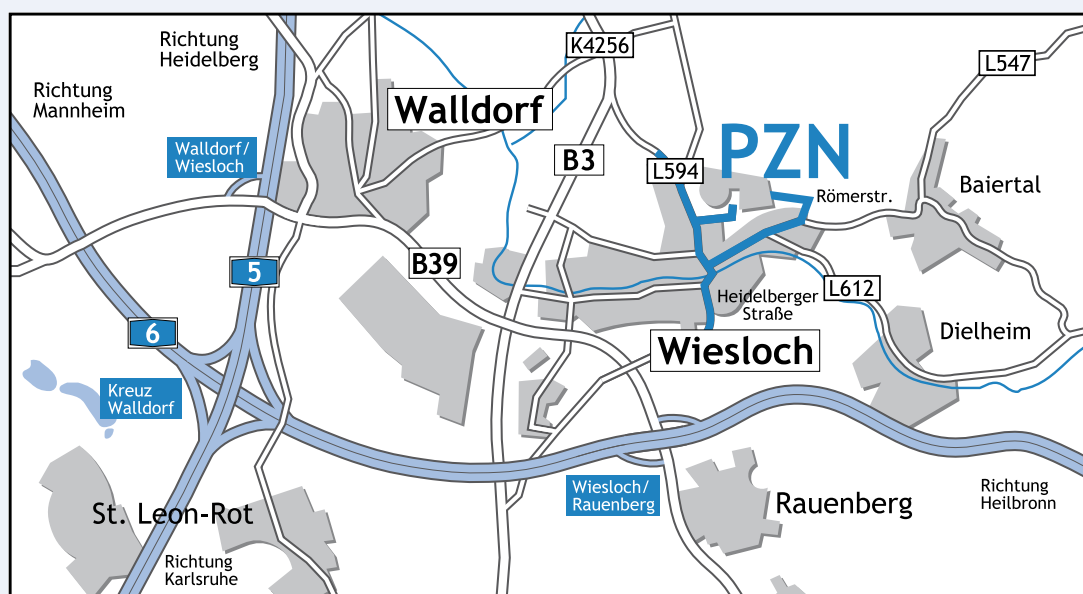 Richtung
Heidelberg
K4256
L547
Richtung
Mannheim
Walldorf
PZN
Walldorf/
Wiesloch
B3
L594
Römerstr.
Baiertal
B39
5
L612
Heidelberger
Straße
6
Dielheim
Wiesloch
Kreuz
Walldorf
Wiesloch/
Rauenberg
Rauenberg
Richtung
Heilbronn
St. Leon-Rot
Richtung
Karlsruhe